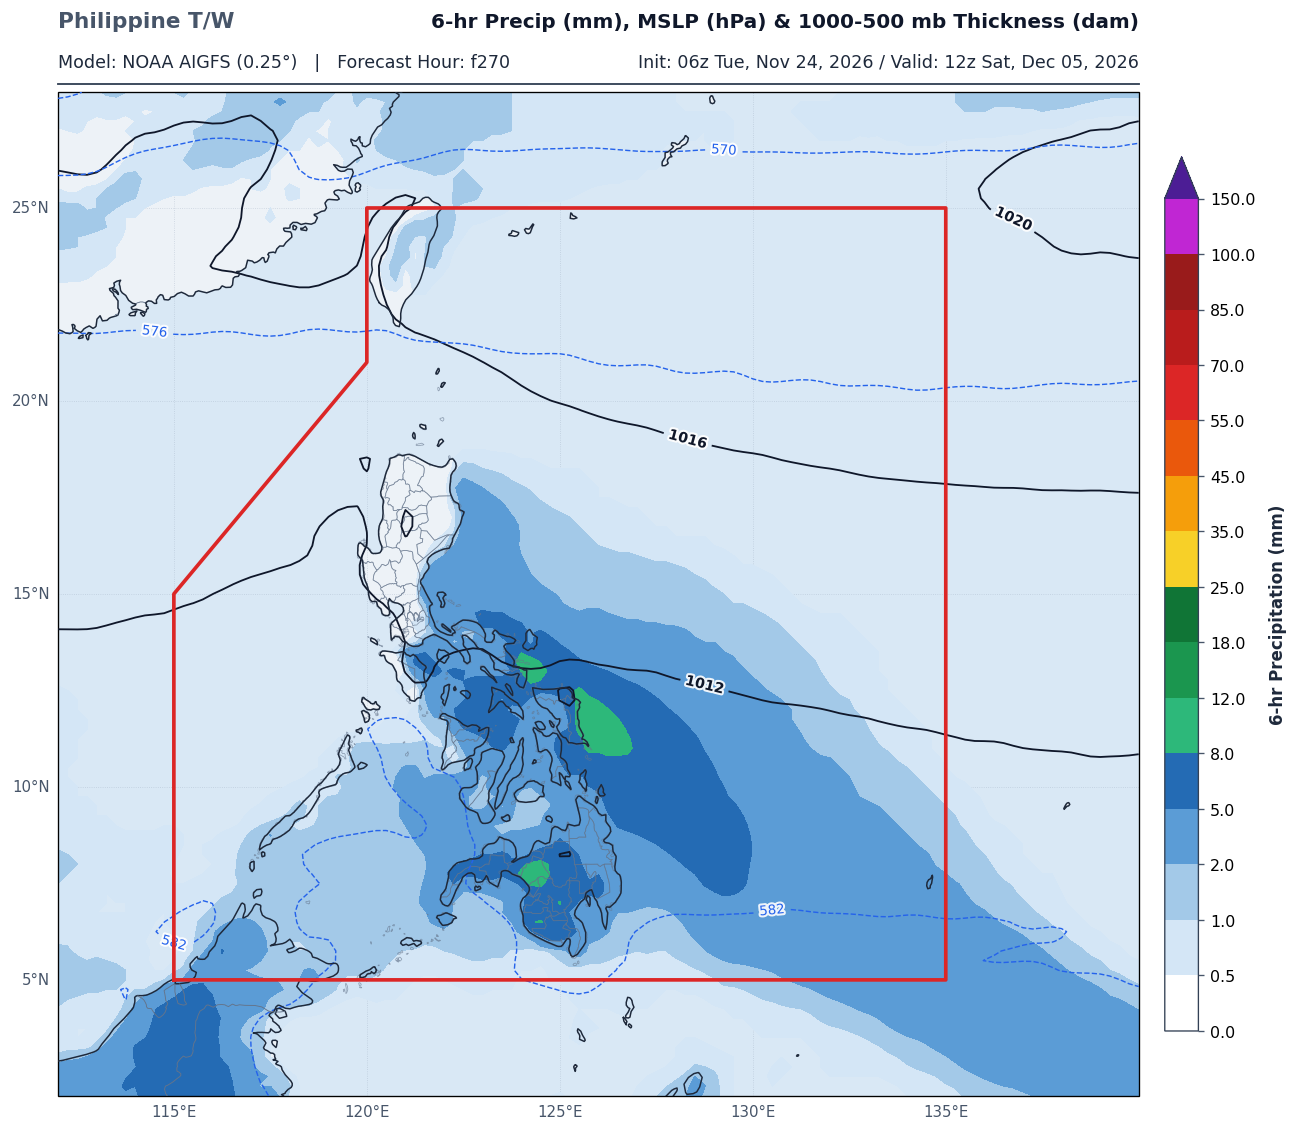 Philippine T/W
6-hr Precip (mm), MSLP (hPa) & 1000-500 mb Thickness (dam)
Model: NOAA AIGFS (0.25°) | Forecast Hour: f270
Init: 06z Tue, Nov 24, 2026 / Valid: 12z Sat, Dec 05, 2026
570
1020
25°N
576
20°N
1016
15°N
1012
10°N
582
582
5°N
115°E
120°E
125°E
130°E
135°E
150.0
100.0
85.0
70.0
55.0
45.0
35.0
25.0
18.0
12.0
8.0
5.0
2.0
1.0
0.5
0.0
6-hr Precipitation (mm)